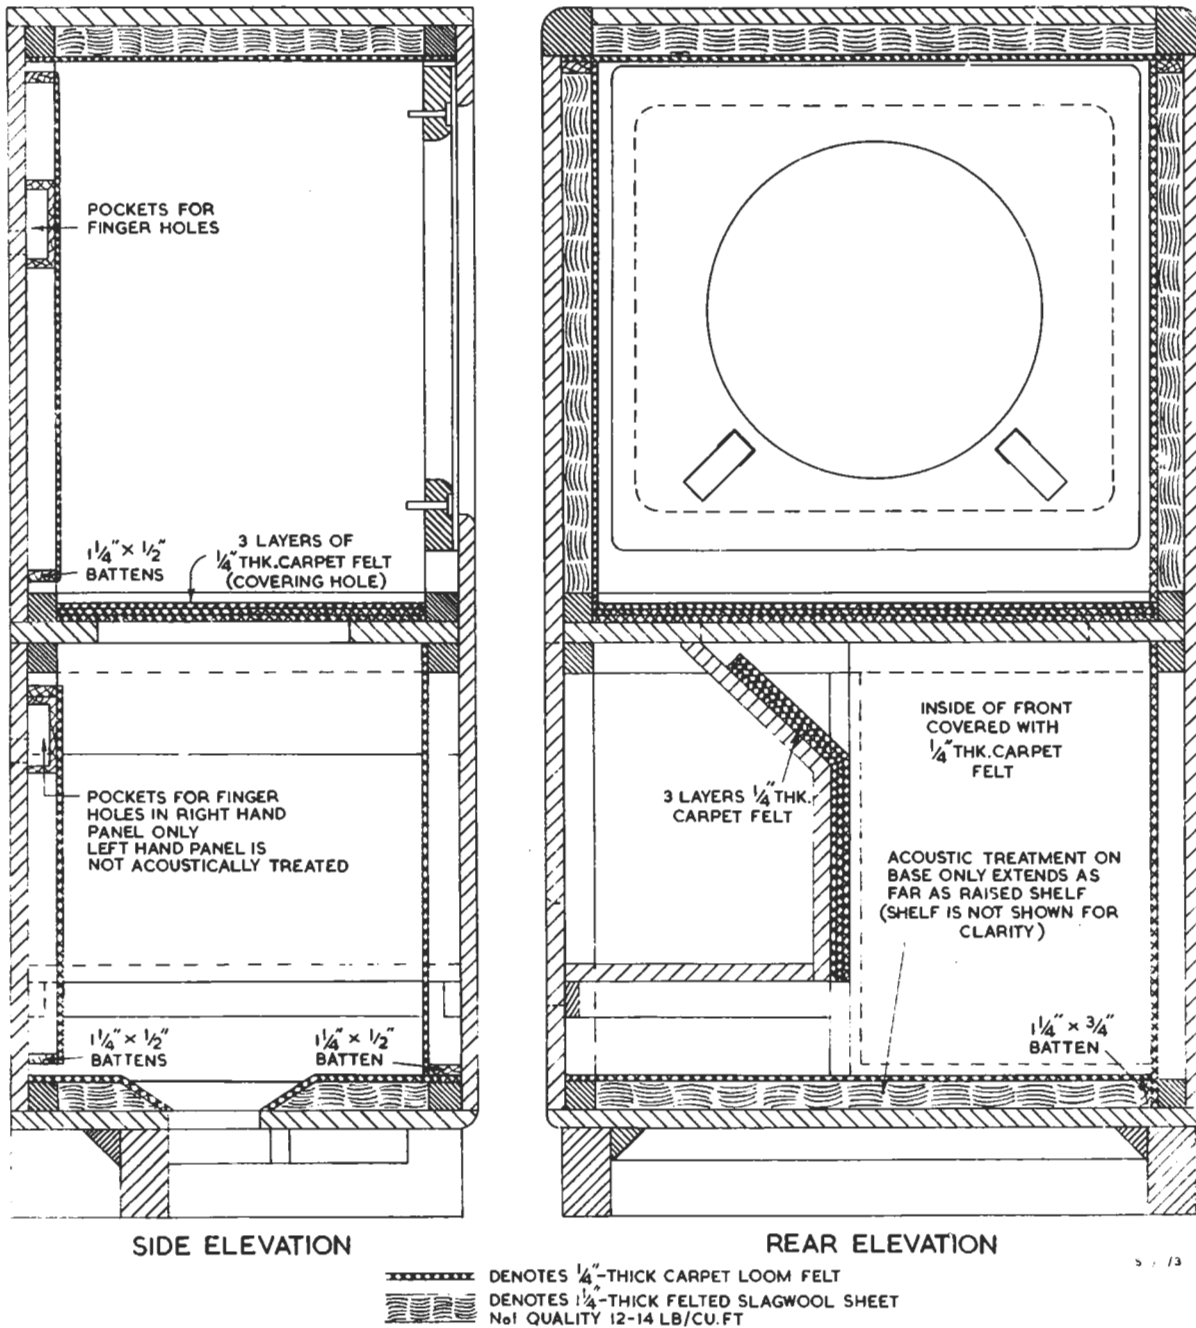 POCKETS FOR
FINGER HOLES
1¼" × ½"
BATTENS
3 LAYERS OF
¼" THK. CARPET FELT
(COVERING HOLE)
POCKETS FOR FINGER
HOLES IN RIGHT HAND
PANEL ONLY
LEFT HAND PANEL IS
NOT ACOUSTICALLY TREATED
1¼" × ½"
BATTENS
1¼" × ½"
BATTEN
SIDE ELEVATION
INSIDE OF FRONT
COVERED WITH
¼" THK. CARPET
FELT
3 LAYERS ¼" THK.
CARPET FELT
ACOUSTIC TREATMENT ON
BASE ONLY EXTENDS AS
FAR AS RAISED SHELF
(SHELF IS NOT SHOWN FOR
CLARITY)
1¼" × ¾"
BATTEN
REAR ELEVATION
DENOTES ¼"-THICK CARPET LOOM FELT
DENOTES 1¼"-THICK FELTED SLAGWOOL SHEET
No1 QUALITY 12-14 LB/CU.FT